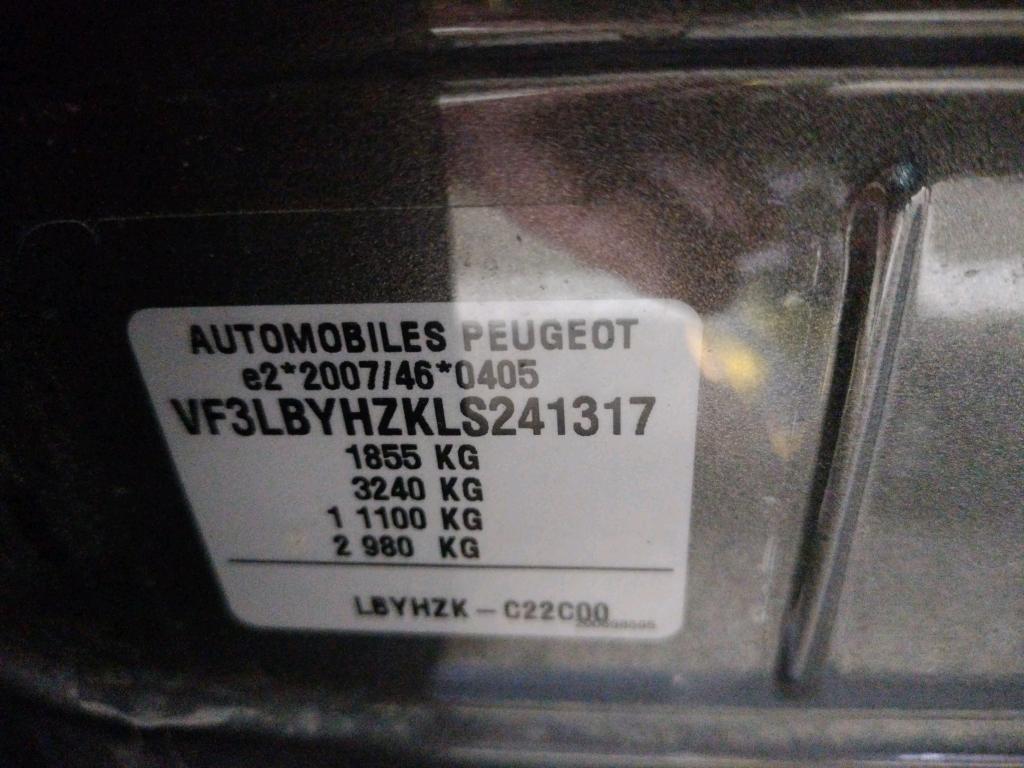 AUTOMOBILES PEUGEOT
e2*2007/46*0405
VF3LBYHZKLS241317
1855 KG
3240 KG
1 1100 KG
2 980 KG
LBYHZK - C22C00